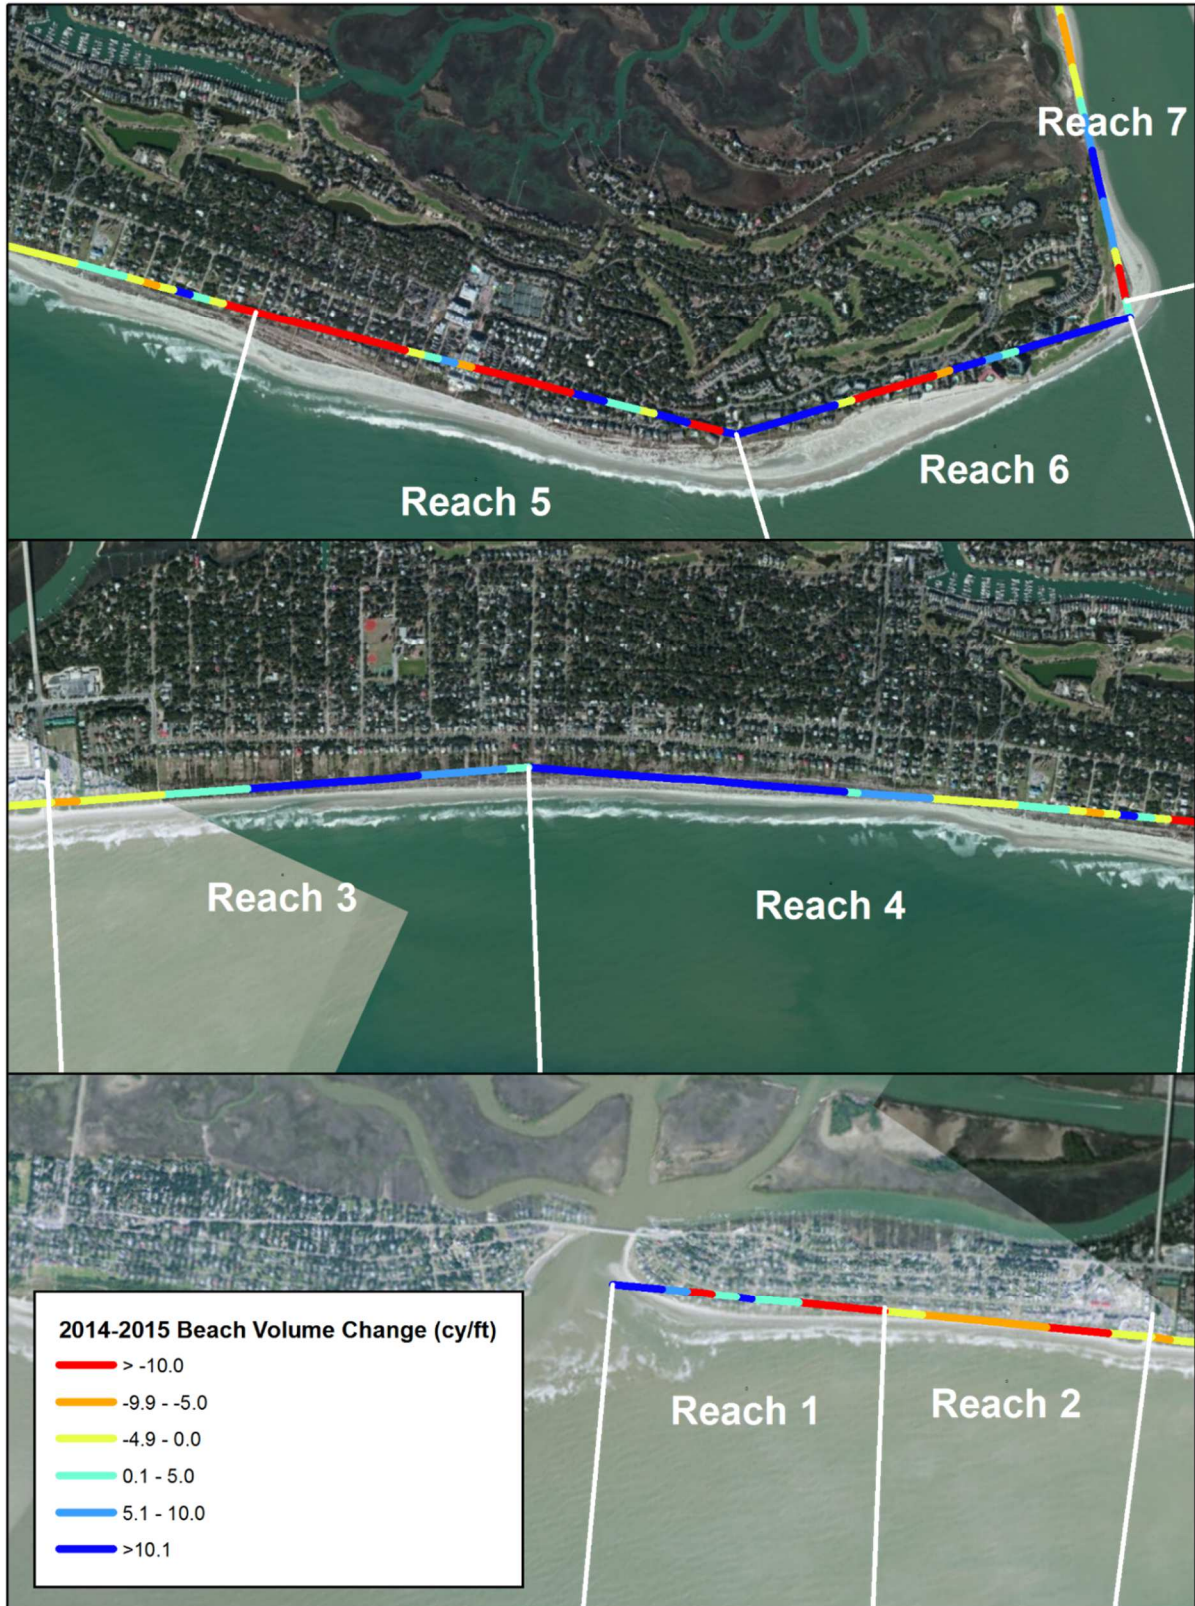 Reach 7
Reach 6
Reach 5
Reach 3
Reach 4
2014-2015 Beach Volume Change (cy/ft)
> -10.0
-9.9 - -5.0
-4.9 - 0.0
0.1 - 5.0
5.1 - 10.0
>10.1
Reach 1
Reach 2